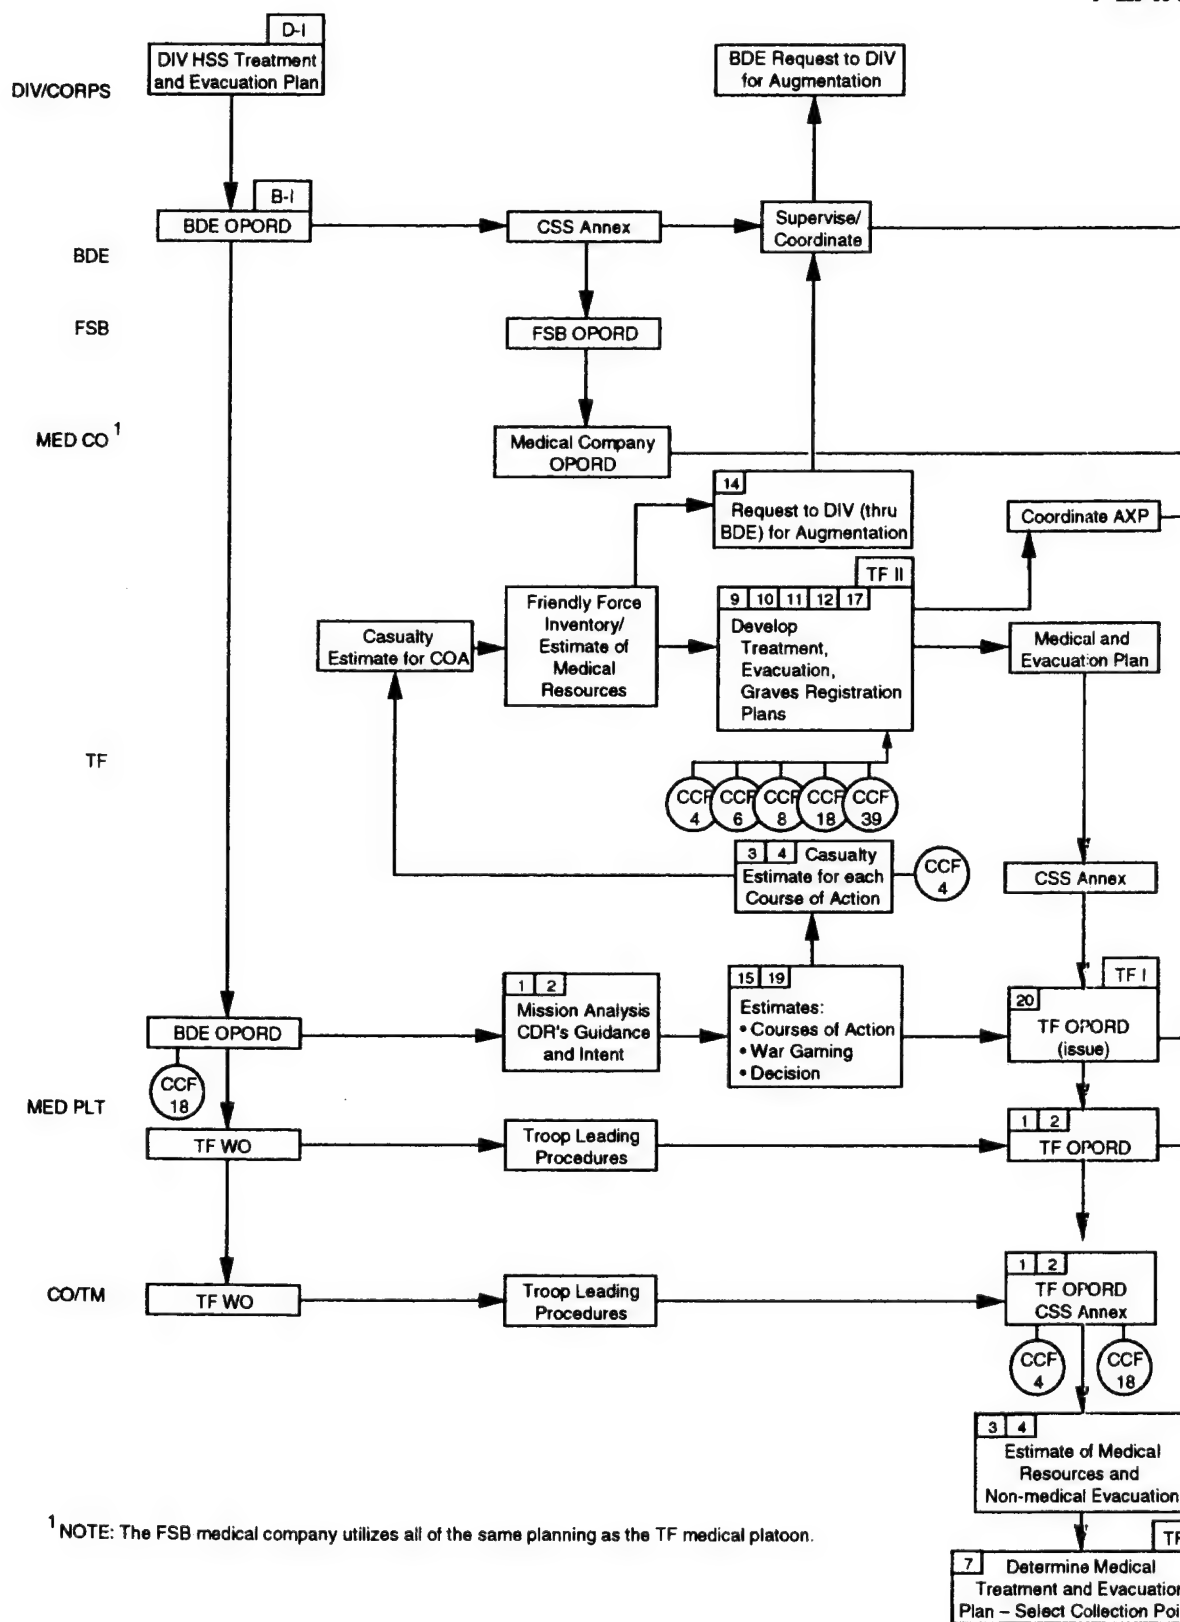 D-I
DIV HSS Treatment
and Evacuation Plan
BDE Request to DIV
for Augmentation
DIV/CORPS
B-I
BDE OPORD
CSS Annex
Supervise/
Coordinate
BDE
FSB
FSB OPORD
MED CO 1
Medical Company
OPORD
14
Request to DIV (thru
BDE) for Augmentation
Coordinate AXP
TF II
9 10 11 12 17
Develop
Treatment,
Evacuation,
Graves Registration
Plans
Friendly Force
Inventory/
Estimate of
Medical
Resources
Casualty
Estimate for COA
Medical and
Evacuation Plan
TF
CCF
4
CCF
6
CCF
8
CCF
18
CCF
39
3 4 Casualty
Estimate for each
Course of Action
CCF
4
CSS Annex
TF I
1 2
Mission Analysis
CDR's Guidance
and Intent
15 19
Estimates:
• Courses of Action
• War Gaming
• Decision
20
TF OPORD
(issue)
BDE OPORD
CCF
18
MED PLT
TF WO
Troop Leading
Procedures
1 2
TF OPORD
CO/TM
TF WO
Troop Leading
Procedures
1 2
TF OPORD
CSS Annex
CCF
4
CCF
18
3 4
Estimate of Medical
Resources and
Non-medical Evacuation
1 NOTE: The FSB medical company utilizes all of the same planning as the TF medical platoon.
TF
7 Determine Medical
Treatment and Evacuation
Plan – Select Collection